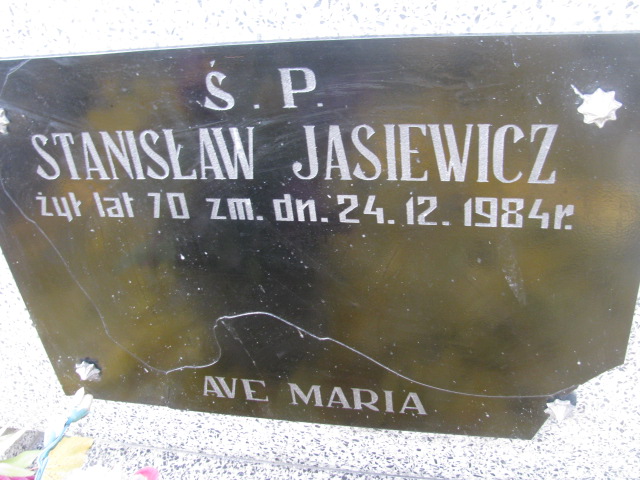 Ś. P.
STANISŁAW JASIEWICZ
żył lat 70 zm. dn. 24. 12. 1984r.
AVE MARIA